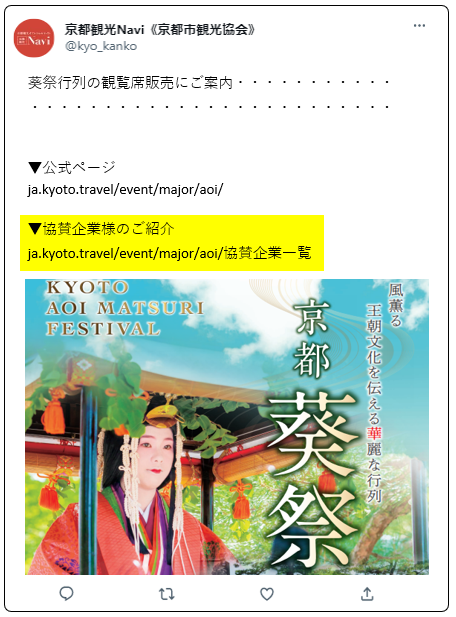 京都観光Navi《京都市観光協会》
@kyo_kanko
葵祭行列の観覧席販売にご案内・・・・・・・・・・・
・・・・・・・・・・・・・・・・・・・・・・・・・
▼公式ページ
ja.kyoto.travel/event/major/aoi/
▼協賛企業様のご紹介
ja.kyoto.travel/event/major/aoi/協賛企業一覧
KYOTO
AOI MATSURI
FESTIVAL
風薫る
王朝文化を伝える華麗な行列
京都
葵祭